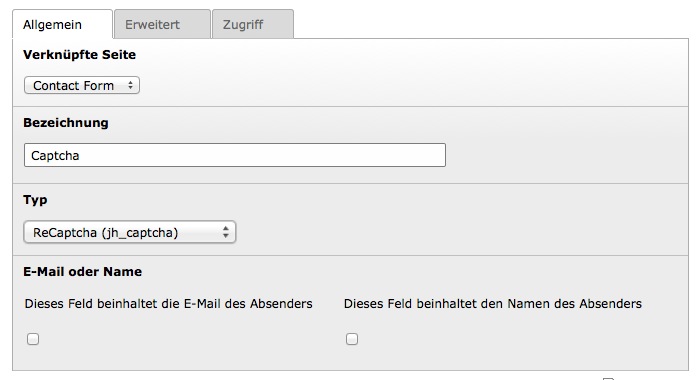 Allgemein Erweitert Zugriff
Verknüpfte Seite
Contact Form
Bezeichnung
Captcha
Typ
ReCaptcha (jh_captcha)
E-Mail oder Name
Dieses Feld beinhaltet die E-Mail des Absenders Dieses Feld beinhaltet den Namen des Absenders